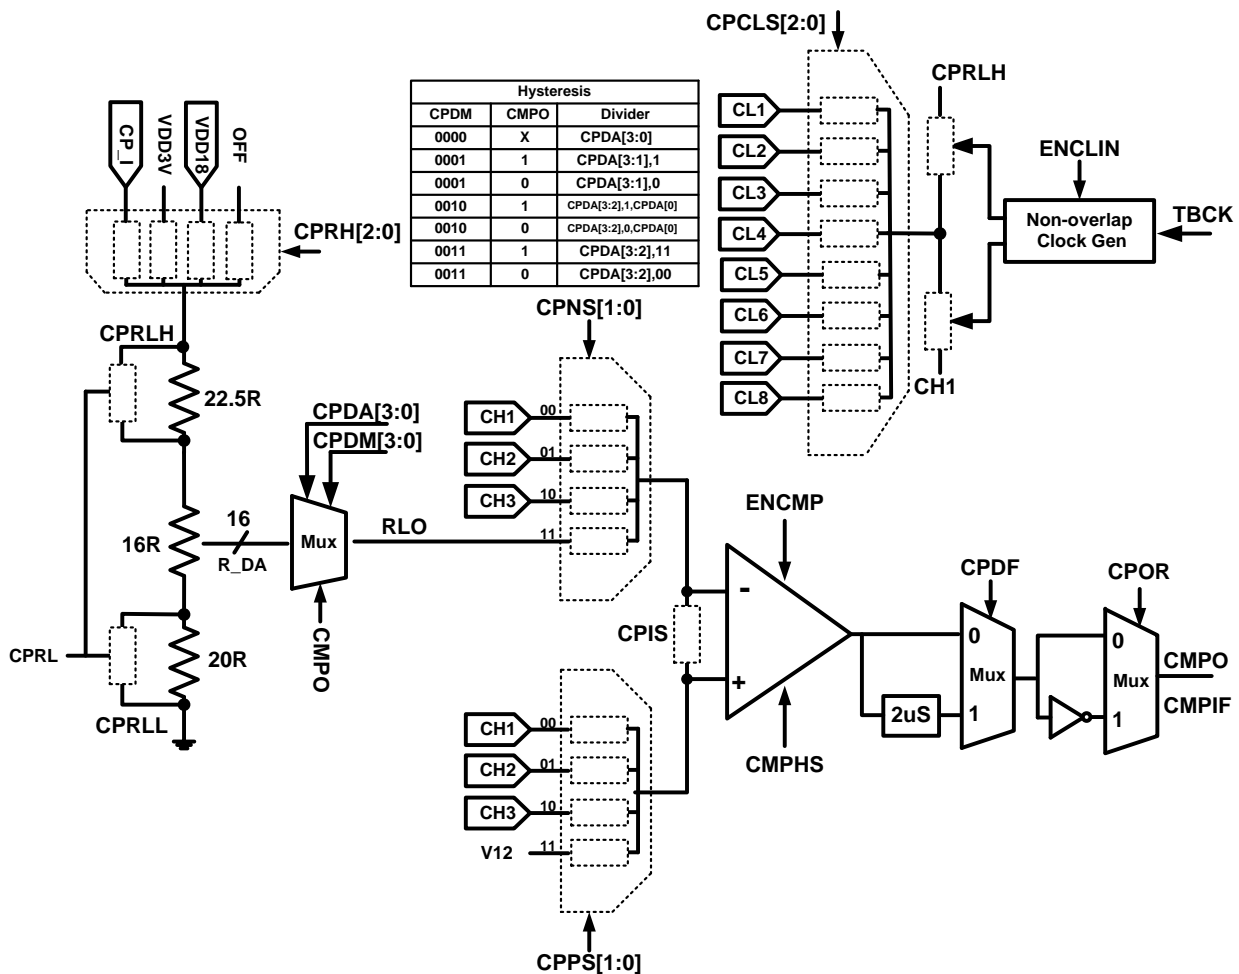 CPCLS[2:0]
CL1
CL2
CL3
CL4
CL5
CL6
CL7
CL8
CPRLH
CH1
ENCLIN
Non-overlap
Clock Gen
TBCK
Hysteresis
CPDM CMPO Divider
0000 X CPDA[3:0]
0001 1 CPDA[3:1],1
0001 0 CPDA[3:1],0
0010 1 CPDA[3:2],1,CPDA[0]
0010 0 CPDA[3:2],0,CPDA[0]
0011 1 CPDA[3:2],11
0011 0 CPDA[3:2],00
CP_I
VDD3V
VDD18
OFF
CPRH[2:0]
CPRLH
22.5R
16R
20R
CPRL
CPRLL
16
R_DA
CPDA[3:0]
CPDM[3:0]
Mux
CMPO
RLO
CPNS[1:0]
CH1 00
CH2 01
CH3 10
11
CPIS
CH1 00
CH2 01
CH3 10
V12 11
CPPS[1:0]
ENCMP
-
+
CMPHS
2uS
CPDF
0
Mux
1
CPOR
0
Mux
1
CMPO
CMPIF